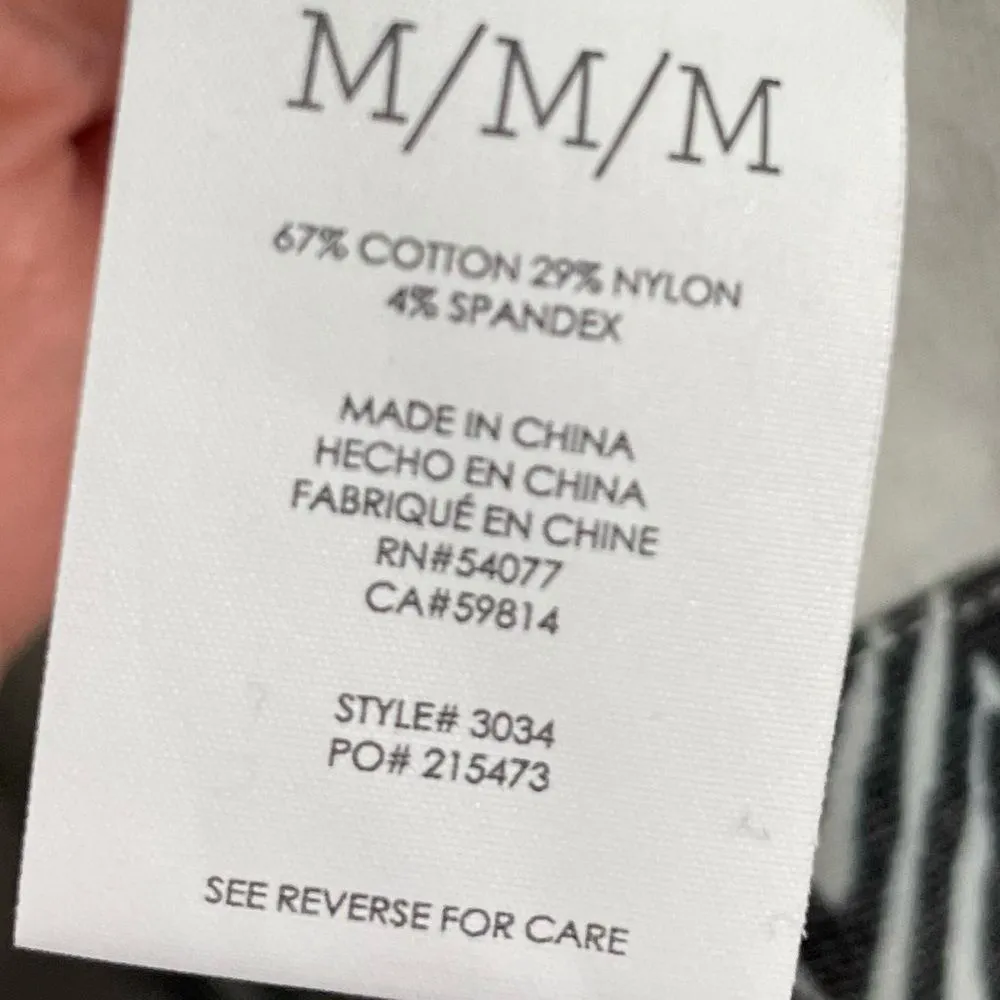 M/M/M
67% COTTON 29% NYLON
4% SPANDEX
MADE IN CHINA
HECHO EN CHINA
FABRIQUÉ EN CHINE
RN#54077
CA#59814
STYLE# 3034
PO# 215473
SEE REVERSE FOR CARE